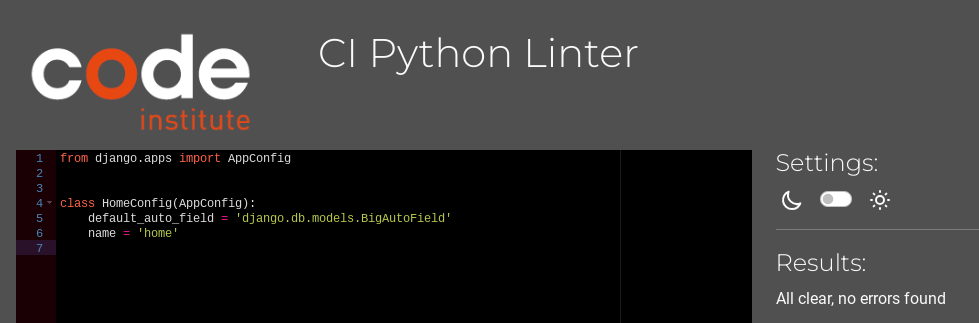 code
institute
CI Python Linter
1 from django.apps import AppConfig
2
3
4 class HomeConfig(AppConfig):
5     default_auto_field = 'django.db.models.BigAutoField'
6     name = 'home'
7
Settings:
Results:
All clear, no errors found